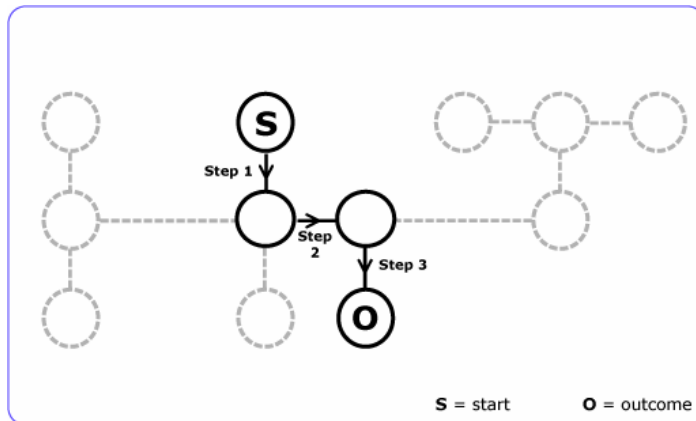 S
Step 1
Step
2
Step 3
O
S = start O = outcome